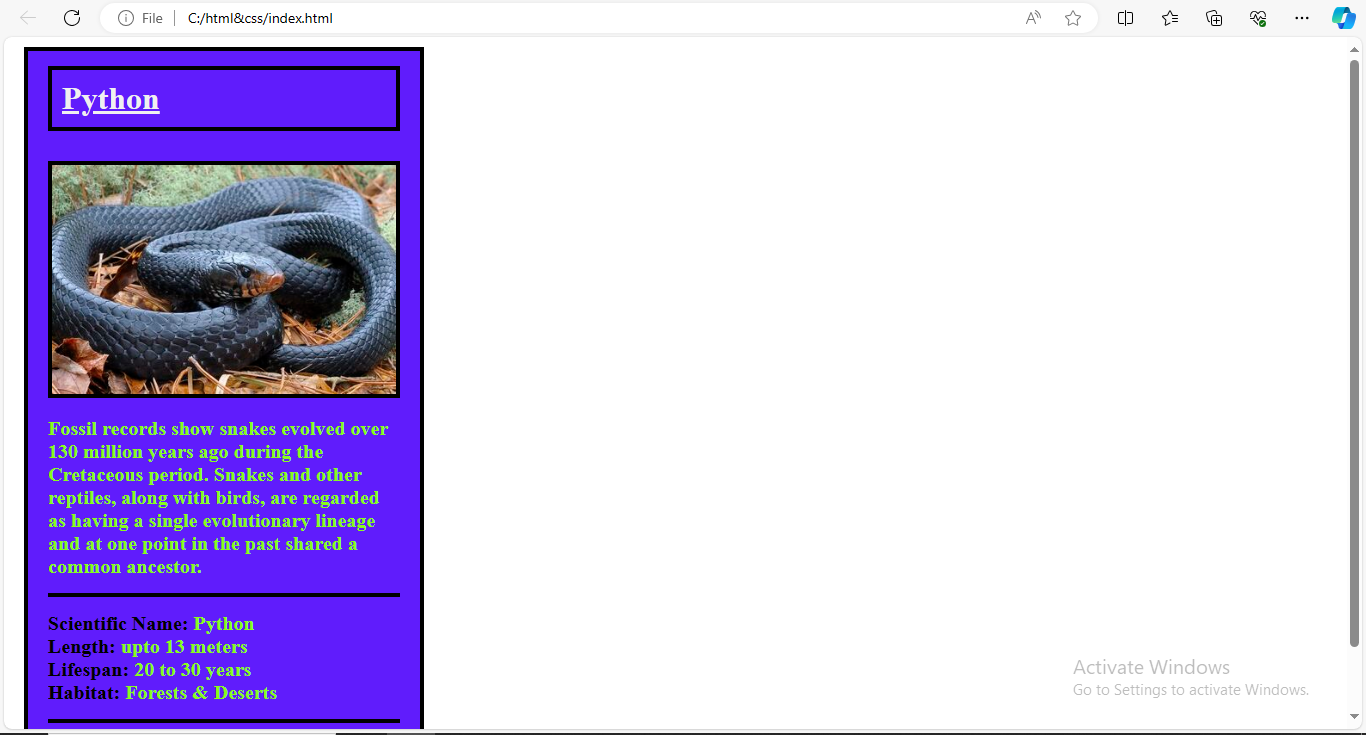 File
C:/html&css/index.html
Python
Fossil records show snakes evolved over
130 million years ago during the
Cretaceous period. Snakes and other
reptiles, along with birds, are regarded
as having a single evolutionary lineage
and at one point in the past shared a
common ancestor.
Scientific Name: Python
Length: upto 13 meters
Lifespan: 20 to 30 years
Habitat: Forests & Deserts
Activate Windows
Go to Settings to activate Windows.